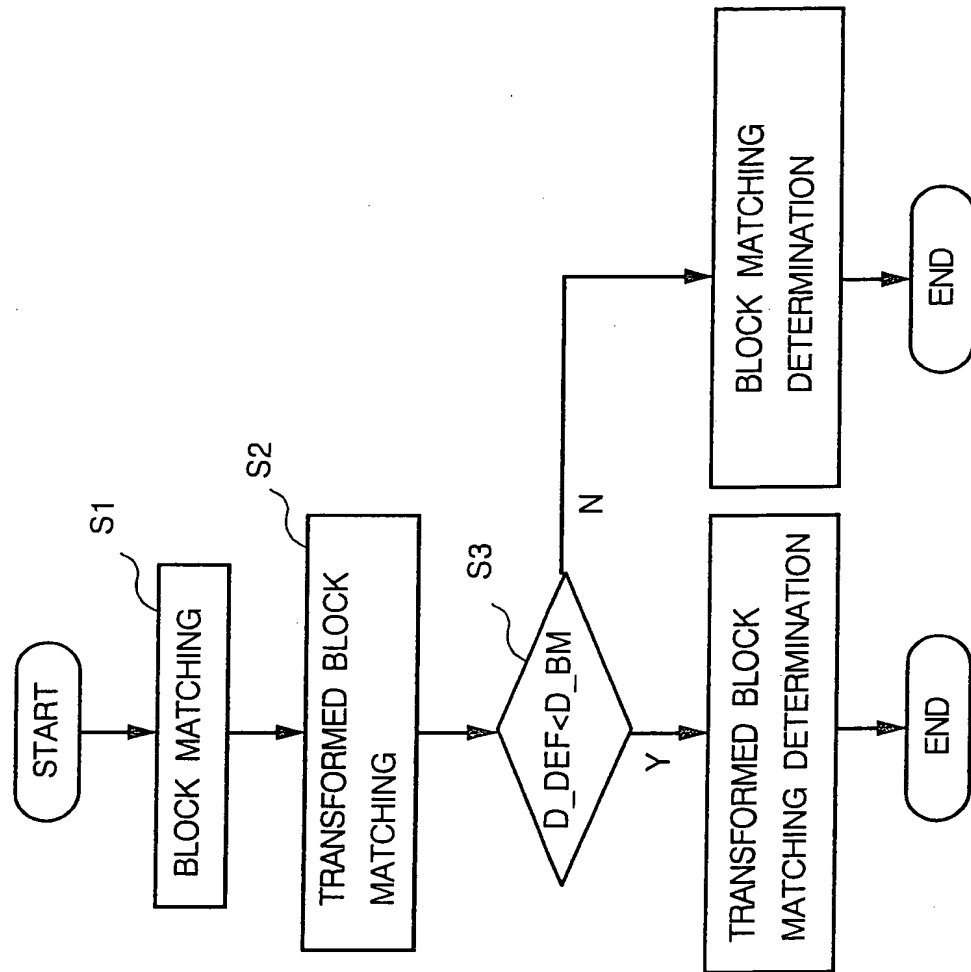 START
BLOCK MATCHING
S1
TRANSFORMED BLOCK
MATCHING
S2
D_DEF<D_BM
S3
Y
N
TRANSFORMED BLOCK
MATCHING DETERMINATION
BLOCK MATCHING
DETERMINATION
END
END